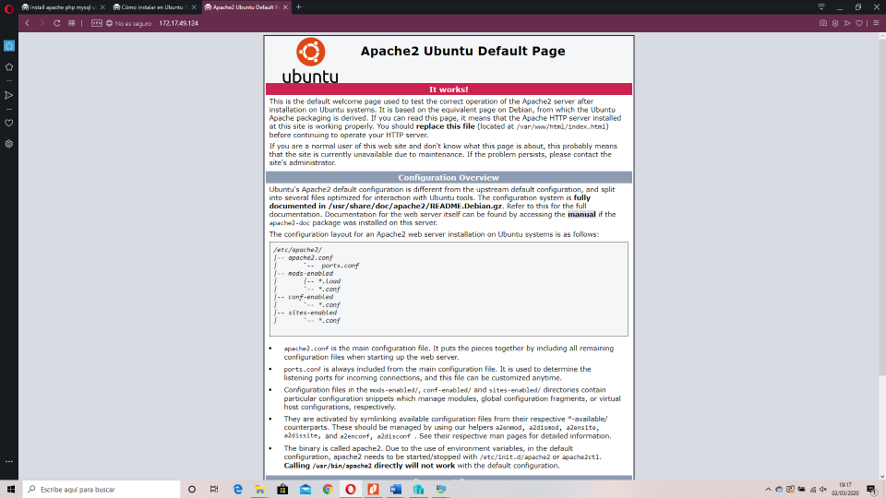 install apache php mysql u
Cómo instalar en Ubuntu
Apache2 Ubuntu Default P
VPN
No es seguro
172.17.49.124
ubuntu
Apache2 Ubuntu Default Page
It works!
This is the default welcome page used to test the correct operation of the Apache2 server after
installation on Ubuntu systems. It is based on the equivalent page on Debian, from which the Ubuntu
Apache packaging is derived. If you can read this page, it means that the Apache HTTP server installed
at this site is working properly. You should replace this file (located at /var/www/html/index.html)
before continuing to operate your HTTP server.
If you are a normal user of this web site and don't know what this page is about, this probably means
that the site is currently unavailable due to maintenance. If the problem persists, please contact the
site's administrator.
Configuration Overview
Ubuntu's Apache2 default configuration is different from the upstream default configuration, and split
into several files optimized for interaction with Ubuntu tools. The configuration system is fully
documented in /usr/share/doc/apache2/README.Debian.gz. Refer to this for the full
documentation. Documentation for the web server itself can be found by accessing the manual if the
apache2-doc package was installed on this server.
The configuration layout for an Apache2 web server installation on Ubuntu systems is as follows:
/etc/apache2/
|-- apache2.conf
|       `-- ports.conf
|-- mods-enabled
|       |-- *.load
|       `-- *.conf
|-- conf-enabled
|       `-- *.conf
|-- sites-enabled
|       `-- *.conf
• apache2.conf is the main configuration file. It puts the pieces together by including all remaining
configuration files when starting up the web server.
• ports.conf is always included from the main configuration file. It is used to determine the
listening ports for incoming connections, and this file can be customized anytime.
• Configuration files in the mods-enabled/, conf-enabled/ and sites-enabled/ directories contain
particular configuration snippets which manage modules, global configuration fragments, or virtual
host configurations, respectively.
• They are activated by symlinking available configuration files from their respective *-available/
counterparts. These should be managed by using our helpers a2enmod, a2dismod, a2ensite,
a2dissite, and a2enconf, a2disconf . See their respective man pages for detailed information.
• The binary is called apache2. Due to the use of environment variables, in the default
configuration, apache2 needs to be started/stopped with /etc/init.d/apache2 or apache2ctl.
Calling /usr/bin/apache2 directly will not work with the default configuration.
Escribe aquí para buscar
19:17
02/03/2020